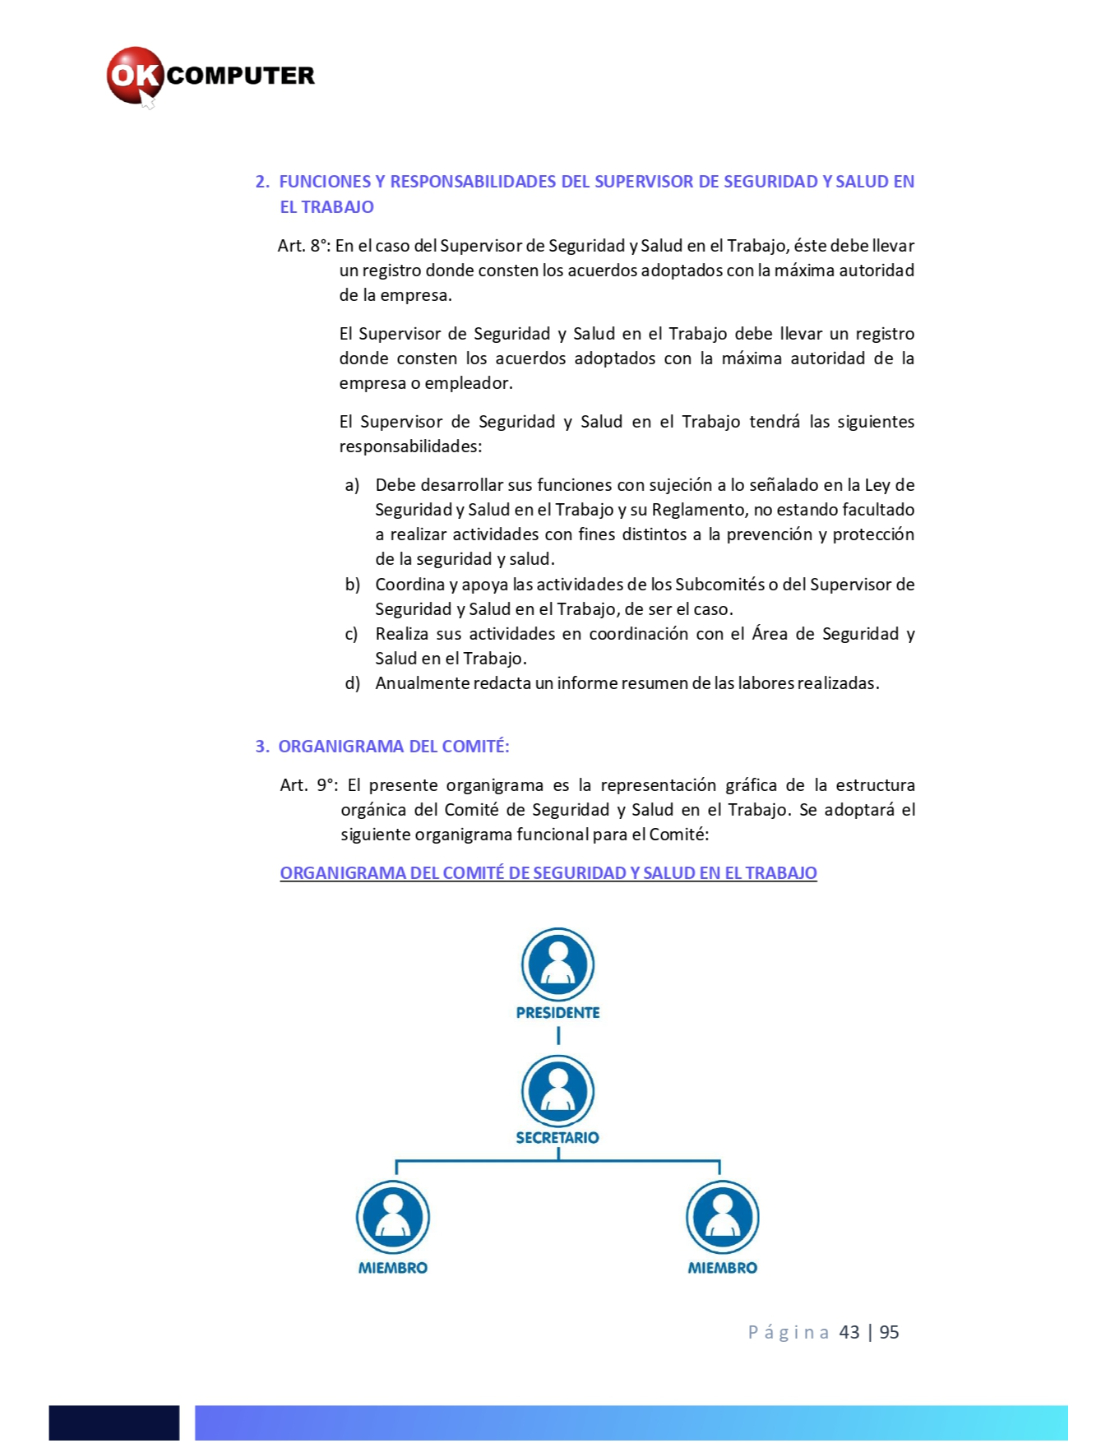 OK COMPUTER
2. FUNCIONES Y RESPONSABILIDADES DEL SUPERVISOR DE SEGURIDAD Y SALUD EN
EL TRABAJO
Art. 8°: En el caso del Supervisor de Seguridad y Salud en el Trabajo, éste debe llevar
un registro donde consten los acuerdos adoptados con la máxima autoridad
de la empresa.
El Supervisor de Seguridad y Salud en el Trabajo debe llevar un registro
donde consten los acuerdos adoptados con la máxima autoridad de la
empresa o empleador.
El Supervisor de Seguridad y Salud en el Trabajo tendrá las siguientes
responsabilidades:
a) Debe desarrollar sus funciones con sujeción a lo señalado en la Ley de
Seguridad y Salud en el Trabajo y su Reglamento, no estando facultado
a realizar actividades con fines distintos a la prevención y protección
de la seguridad y salud.
b) Coordina y apoya las actividades de los Subcomités o del Supervisor de
Seguridad y Salud en el Trabajo, de ser el caso.
c) Realiza sus actividades en coordinación con el Área de Seguridad y
Salud en el Trabajo.
d) Anualmente redacta un informe resumen de las labores realizadas.
3. ORGANIGRAMA DEL COMITÉ:
Art. 9°: El presente organigrama es la representación gráfica de la estructura
orgánica del Comité de Seguridad y Salud en el Trabajo. Se adoptará el
siguiente organigrama funcional para el Comité:
ORGANIGRAMA DEL COMITÉ DE SEGURIDAD Y SALUD EN EL TRABAJO
PRESIDENTE
SECRETARIO
MIEMBRO MIEMBRO
Página 43 | 95